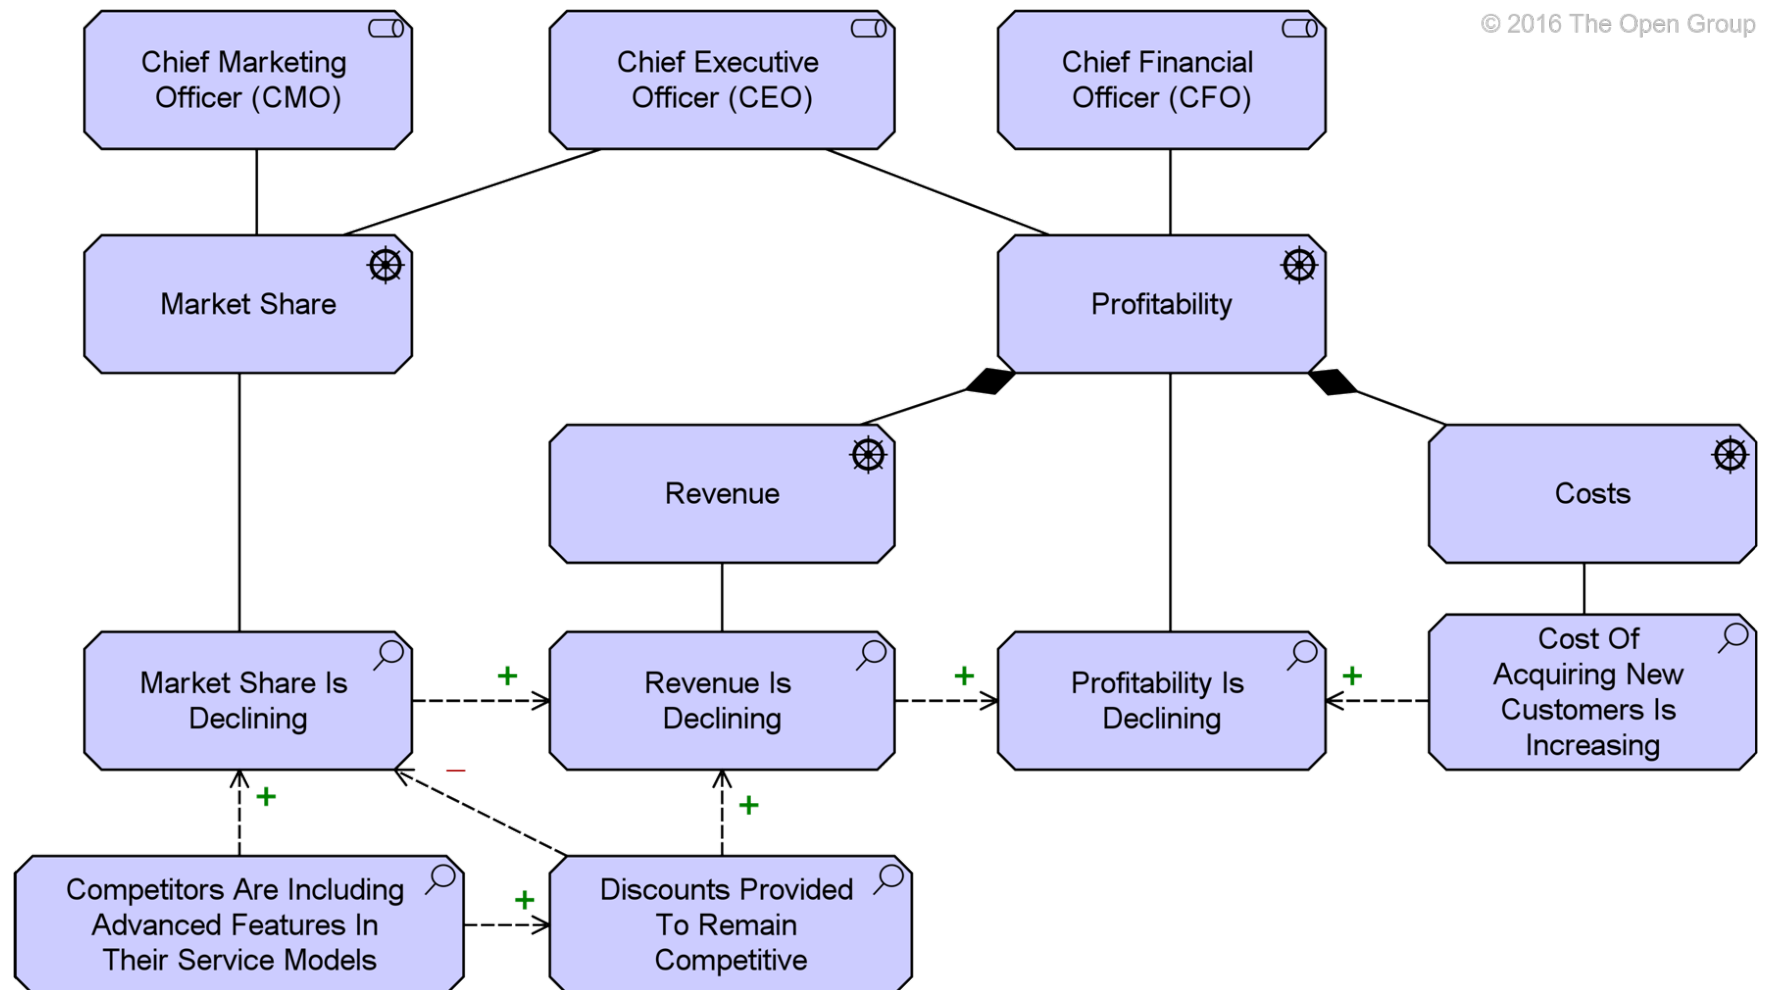 © 2016 The Open Group
Chief Marketing
Officer (CMO)
Chief Executive
Officer (CEO)
Chief Financial
Officer (CFO)
Market Share
Profitability
Revenue
Costs
Market Share Is
Declining
+
Revenue Is
Declining
+
Profitability Is
Declining
+
Cost Of
Acquiring New
Customers Is
Increasing
+
–
+
Competitors Are Including
Advanced Features In
Their Service Models
+
Discounts Provided
To Remain
Competitive